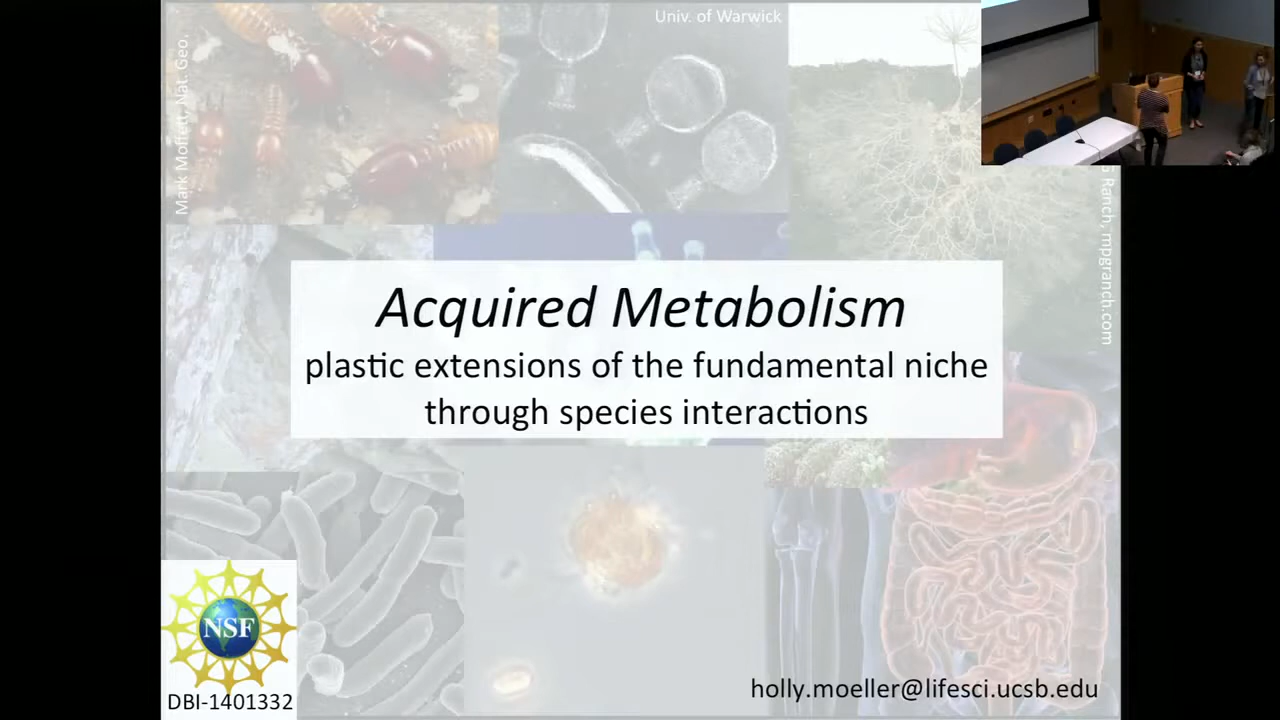 Univ. of Warwick
Mark Moffett, Nat. Geo.
Ranch, mpgranch.com
Acquired Metabolism
plastic extensions of the fundamental niche
through species interactions
NSF
DBI-1401332
holly.moeller@lifesci.ucsb.edu